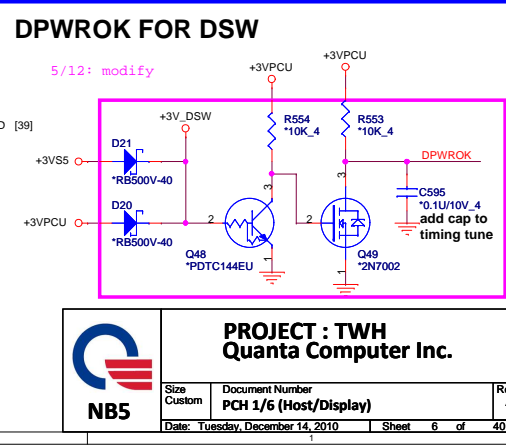 DPWROK FOR DSW
5/12: modify
+3VPCU
+3VPCU
[39]
+3V_DSW
R554
*10K_4
R553
*10K_4
D21
+3VS5
*RB500V-40
DPWROK
3
3
C595
*0.1U/10V_4
add cap to
timing tune
D20
+3VPCU
*RB500V-40
2
2
Q48
*PDTC144EU
1
Q49
*2N7002
1
PROJECT : TWH
Quanta Computer Inc.
NB5
Size
Custom
Document Number
PCH 1/6 (Host/Display)
Date: Tuesday, December 14, 2010
Sheet 6 of 40
1